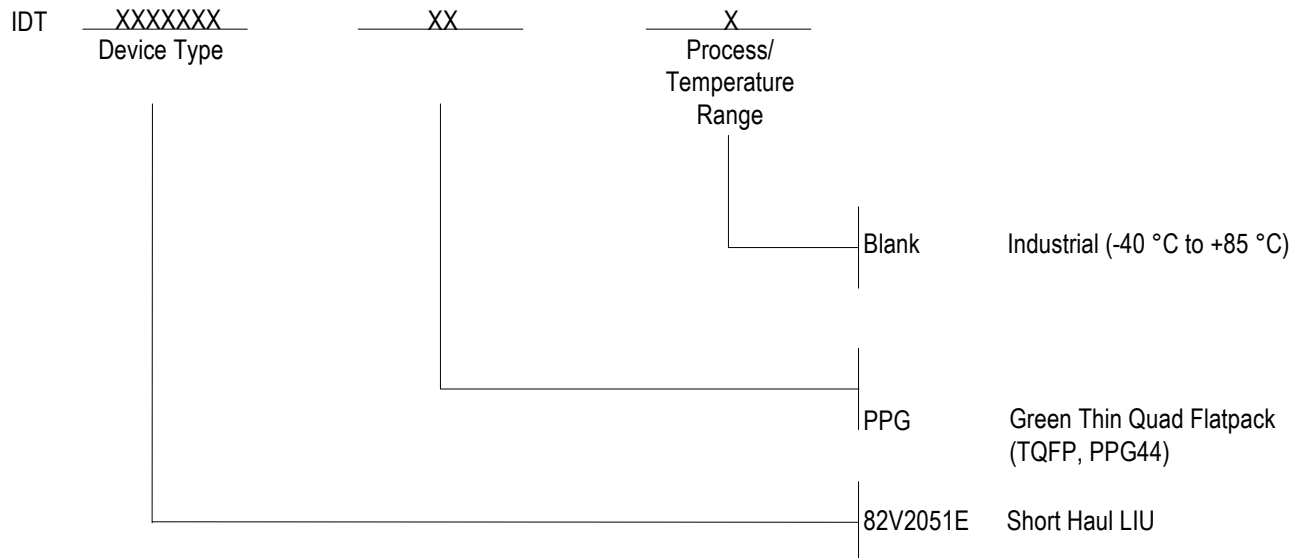 IDT XXXXXXX XX X
Device Type
Process/
Temperature
Range
Blank Industrial (-40 °C to +85 °C)
PPG Green Thin Quad Flatpack
(TQFP, PPG44)
82V2051E Short Haul LIU